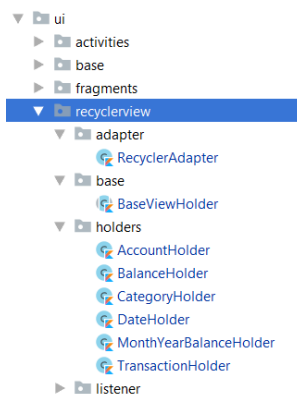 ui
activities
base
fragments
recyclerview
adapter
RecyclerAdapter
base
BaseViewHolder
holders
AccountHolder
BalanceHolder
CategoryHolder
DateHolder
MonthYearBalanceHolder
TransactionHolder
listener